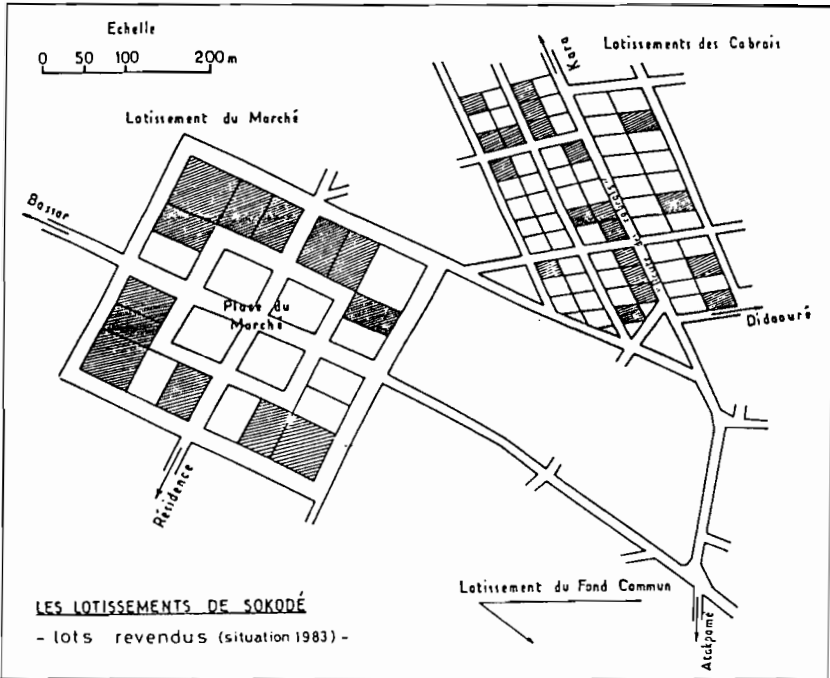 Echelle
0 50 100 200 m
Lotissements des Cabrais
Kara
Lotissement du Marché
Bassar
Place du
Marché
Didaouré
Résidence
Lotissement du Fond Commun
LES LOTISSEMENTS DE SOKODÉ
- lots revendus (situation 1983) -
Atakpamé